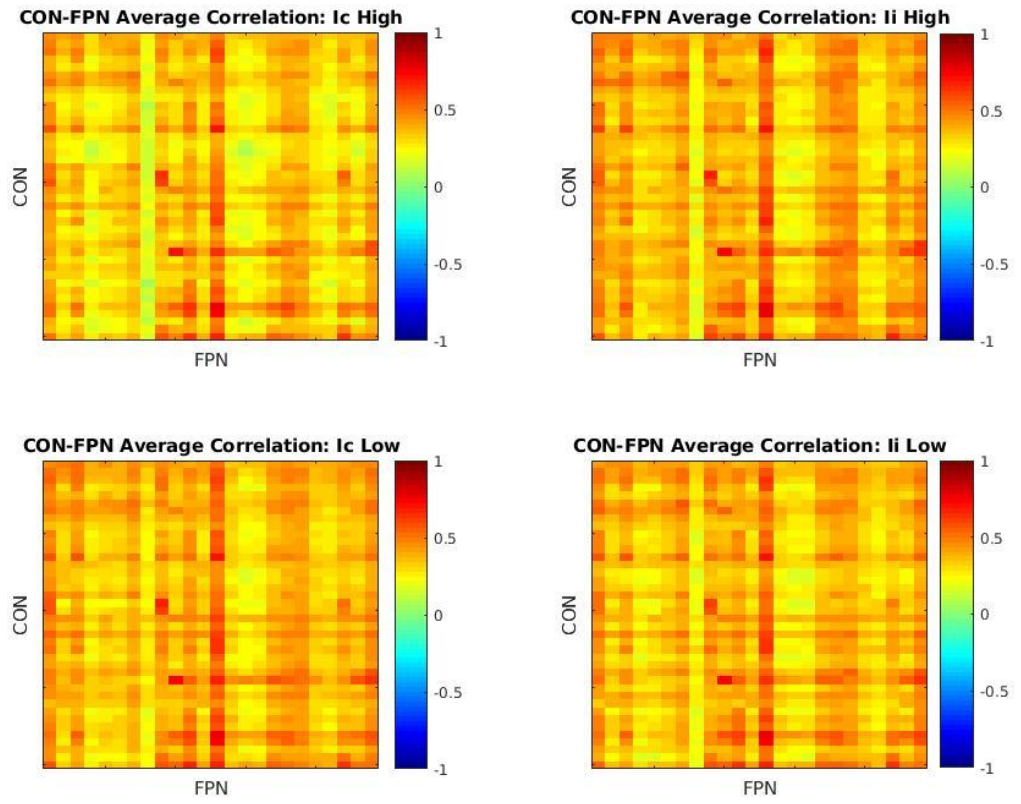 CON-FPN Average Correlation: Ic High
CON
FPN
1
0.5
0
-0.5
-1
CON-FPN Average Correlation: Ii High
CON
FPN
1
0.5
0
-0.5
-1
CON-FPN Average Correlation: Ic Low
CON
FPN
1
0.5
0
-0.5
-1
CON-FPN Average Correlation: Ii Low
CON
FPN
1
0.5
0
-0.5
-1